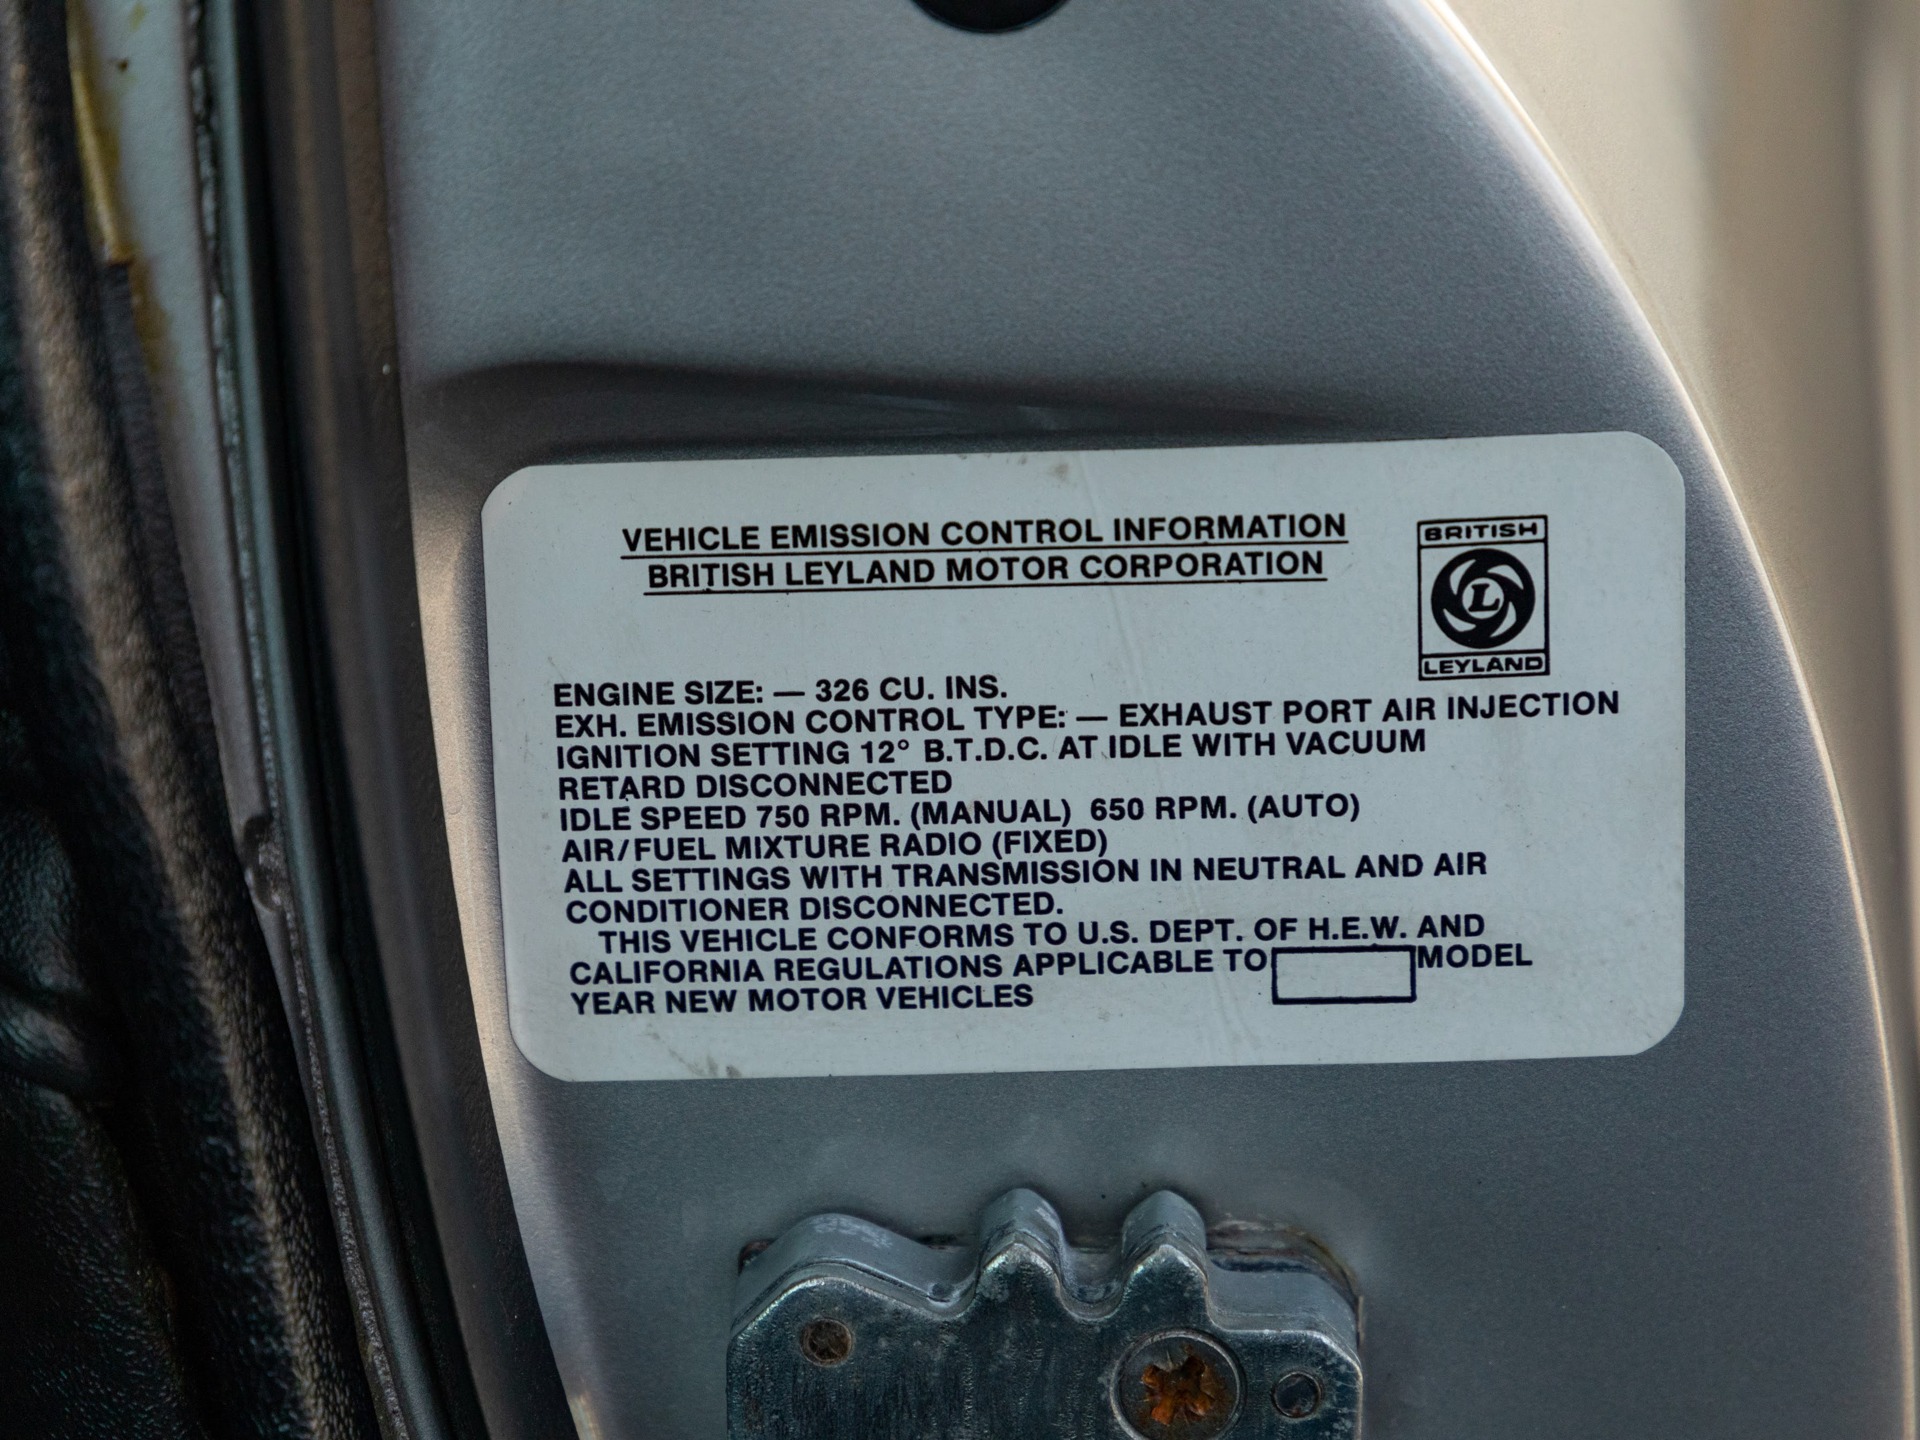 VEHICLE EMISSION CONTROL INFORMATION
BRITISH LEYLAND MOTOR CORPORATION
BRITISH
L
LEYLAND
ENGINE SIZE: — 326 CU. INS.
EXH. EMISSION CONTROL TYPE: — EXHAUST PORT AIR INJECTION
IGNITION SETTING 12° B.T.D.C. AT IDLE WITH VACUUM
RETARD DISCONNECTED
IDLE SPEED 750 RPM. (MANUAL) 650 RPM. (AUTO)
AIR/FUEL MIXTURE RADIO (FIXED)
ALL SETTINGS WITH TRANSMISSION IN NEUTRAL AND AIR
CONDITIONER DISCONNECTED.
THIS VEHICLE CONFORMS TO U.S. DEPT. OF H.E.W. AND
CALIFORNIA REGULATIONS APPLICABLE TO MODEL
YEAR NEW MOTOR VEHICLES